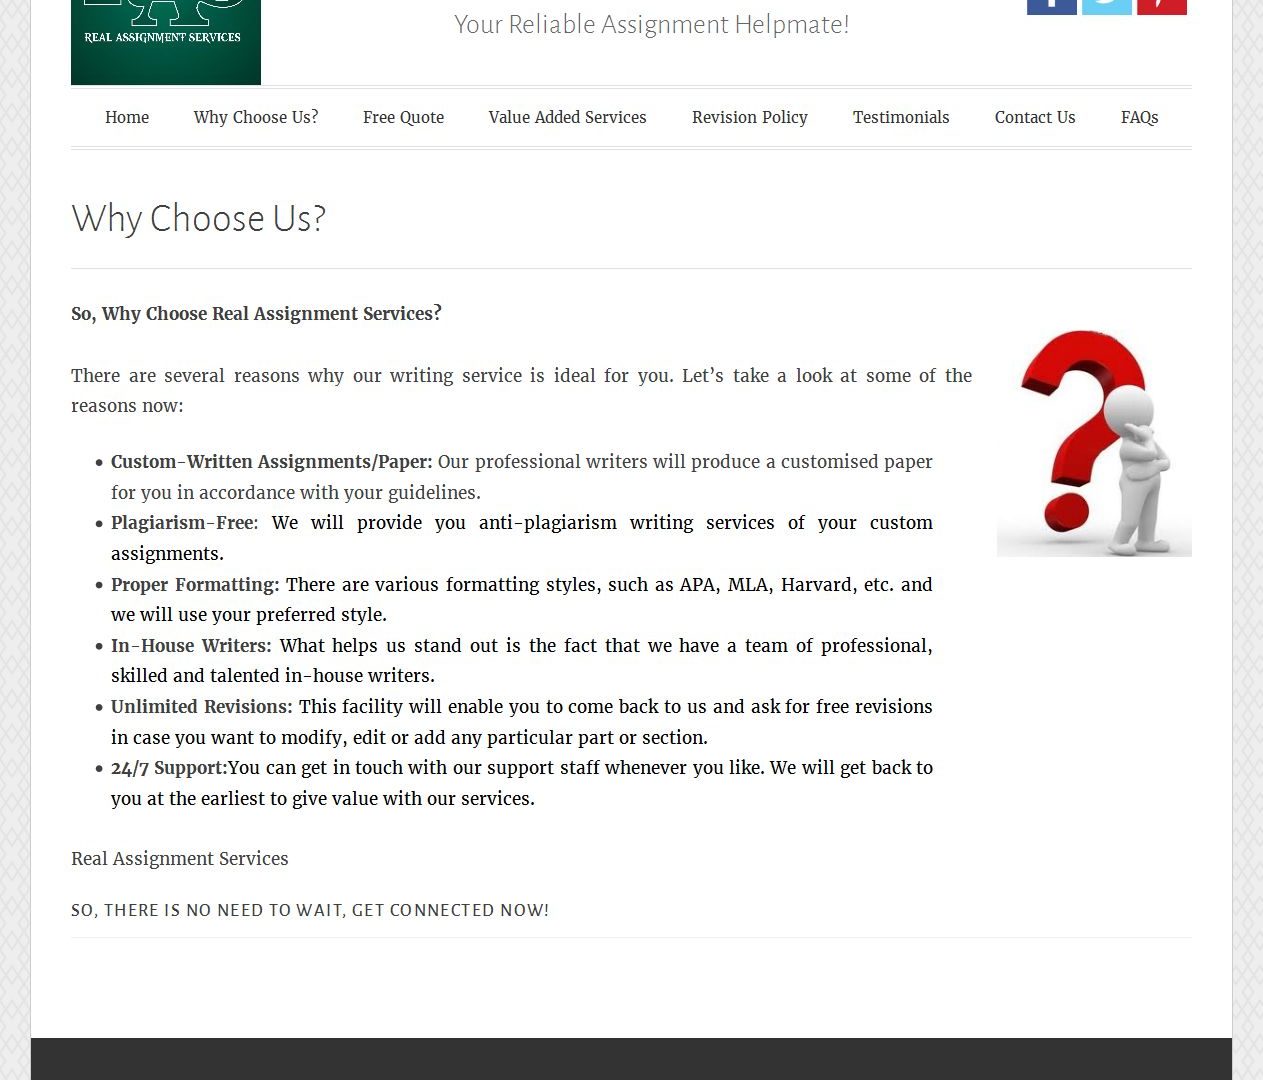 REAL ASSIGNMENT SERVICES
Your Reliable Assignment Helpmate!
Home Why Choose Us? Free Quote Value Added Services Revision Policy Testimonials Contact Us FAQs
Why Choose Us?
So, Why Choose Real Assignment Services?
There are several reasons why our writing service is ideal for you. Let’s take a look at some of the
reasons now:
• Custom-Written Assignments/Paper: Our professional writers will produce a customised paper
for you in accordance with your guidelines.
• Plagiarism-Free: We will provide you anti-plagiarism writing services of your custom
assignments.
• Proper Formatting: There are various formatting styles, such as APA, MLA, Harvard, etc. and
we will use your preferred style.
• In-House Writers: What helps us stand out is the fact that we have a team of professional,
skilled and talented in-house writers.
• Unlimited Revisions: This facility will enable you to come back to us and ask for free revisions
in case you want to modify, edit or add any particular part or section.
• 24/7 Support:You can get in touch with our support staff whenever you like. We will get back to
you at the earliest to give value with our services.
Real Assignment Services
SO, THERE IS NO NEED TO WAIT, GET CONNECTED NOW!